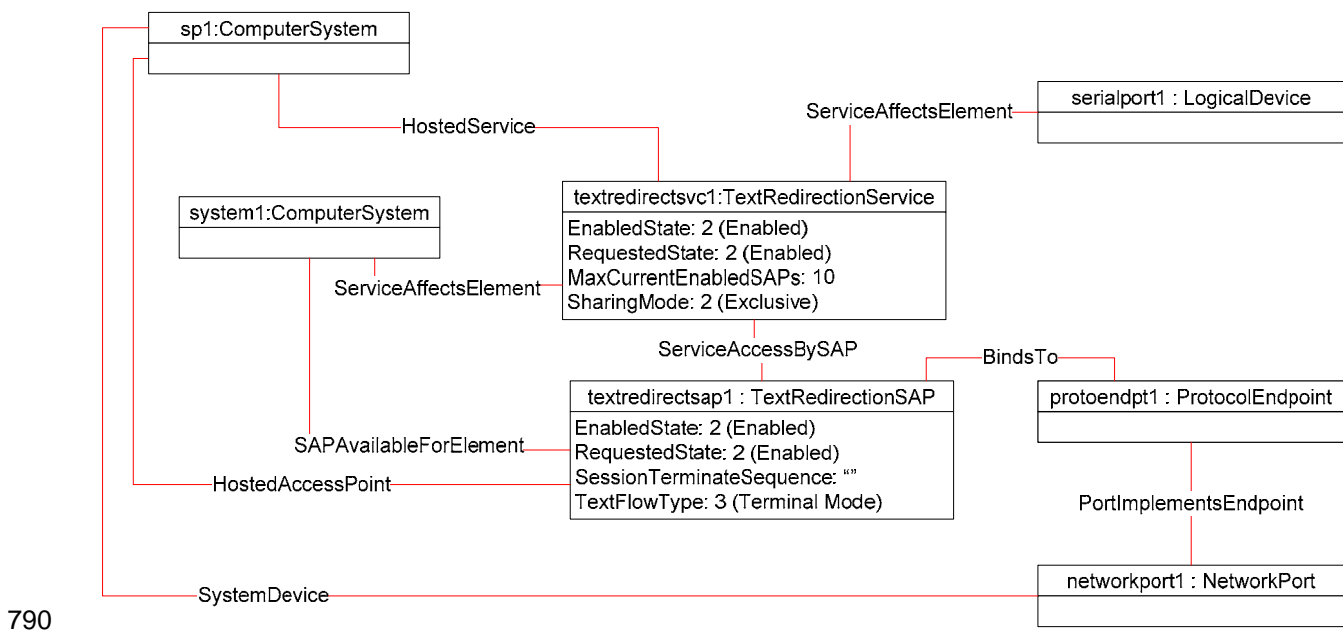 sp1:ComputerSystem
serialport1 : LogicalDevice
ServiceAffectsElement
HostedService
textredirectsvc1:TextRedirectionService
EnabledState: 2 (Enabled)
RequestedState: 2 (Enabled)
MaxCurrentEnabledSAPs: 10
SharingMode: 2 (Exclusive)
system1:ComputerSystem
ServiceAffectsElement
ServiceAccessBySAP
BindsTo
textredirectsap1 : TextRedirectionSAP
EnabledState: 2 (Enabled)
RequestedState: 2 (Enabled)
SessionTerminateSequence: “”
TextFlowType: 3 (Terminal Mode)
protoendpt1 : ProtocolEndpoint
SAPAvailableForElement
HostedAccessPoint
PortImplementsEndpoint
networkport1 : NetworkPort
SystemDevice
790